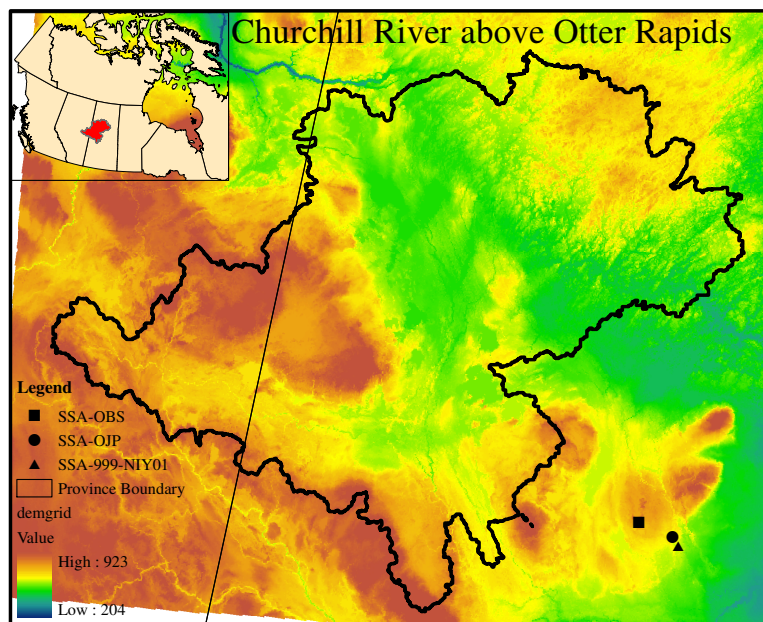 Churchill River above Otter Rapids
Legend
SSA-OBS
SSA-OJP
SSA-999-NIY01
Province Boundary
demgrid
Value
High : 923
Low : 204